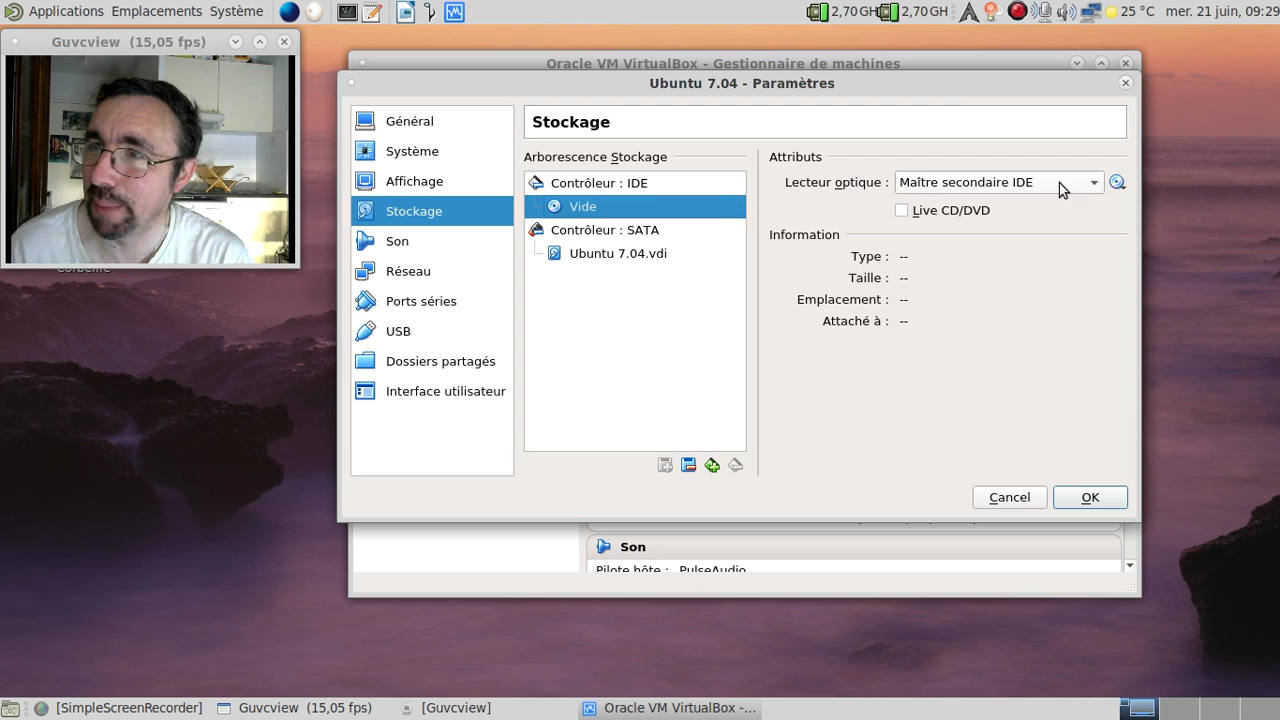 Applications Emplacements Système
2,70 GH 2,70 GH 25 °C mer. 21 juin, 09:29
Guvcview (15,05 fps)
Oracle VM VirtualBox - Gestionnaire de machines
Ubuntu 7.04 - Paramètres
Général
Système
Affichage
Stockage
Son
Réseau
Ports séries
USB
Dossiers partagés
Interface utilisateur
Stockage
Arborescence Stockage
Contrôleur : IDE
Vide
Contrôleur : SATA
Ubuntu 7.04.vdi
Attributs
Lecteur optique : Maître secondaire IDE
Live CD/DVD
Information
Type : --
Taille : --
Emplacement : --
Attaché à : --
Cancel OK
Corbeille
Son
Pilote hôte : PulseAudio
[SimpleScreenRecorder] Guvcview (15,05 fps) [Guvcview] Oracle VM VirtualBox -...